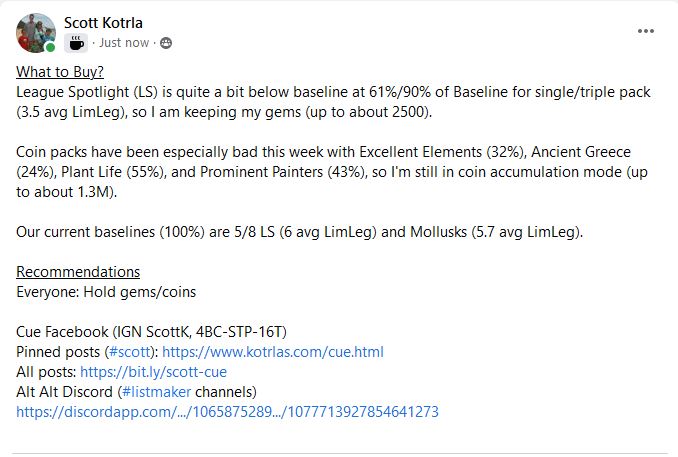 Scott Kotrla
· Just now ·
What to Buy?
League Spotlight (LS) is quite a bit below baseline at 61%/90% of Baseline for single/triple pack
(3.5 avg LimLeg), so I am keeping my gems (up to about 2500).
Coin packs have been especially bad this week with Excellent Elements (32%), Ancient Greece
(24%), Plant Life (55%), and Prominent Painters (43%), so I'm still in coin accumulation mode (up
to about 1.3M).
Our current baselines (100%) are 5/8 LS (6 avg LimLeg) and Mollusks (5.7 avg LimLeg).
Recommendations
Everyone: Hold gems/coins
Cue Facebook (IGN ScottK, 4BC-STP-16T)
Pinned posts (#scott): https://www.kotrlas.com/cue.html
All posts: https://bit.ly/scott-cue
Alt Alt Discord (#listmaker channels)
https://discordapp.com/.../1065875289.../1077713927854641273